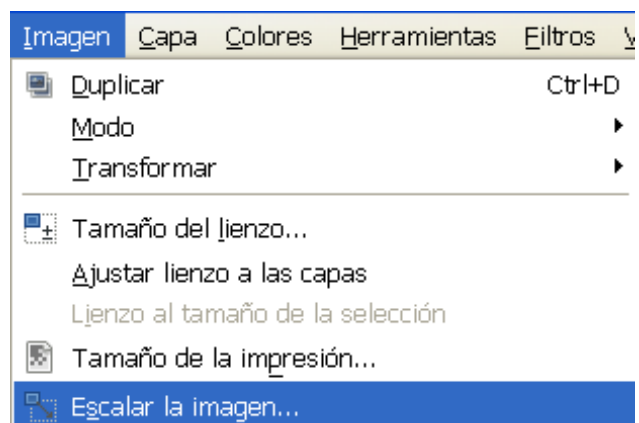 Imagen Capa Colores Herramientas Filtros
Duplicar Ctrl+D
Modo
Transformar
Tamaño del lienzo...
Ajustar lienzo a las capas
Lienzo al tamaño de la selección
Tamaño de la impresión...
Escalar la imagen...